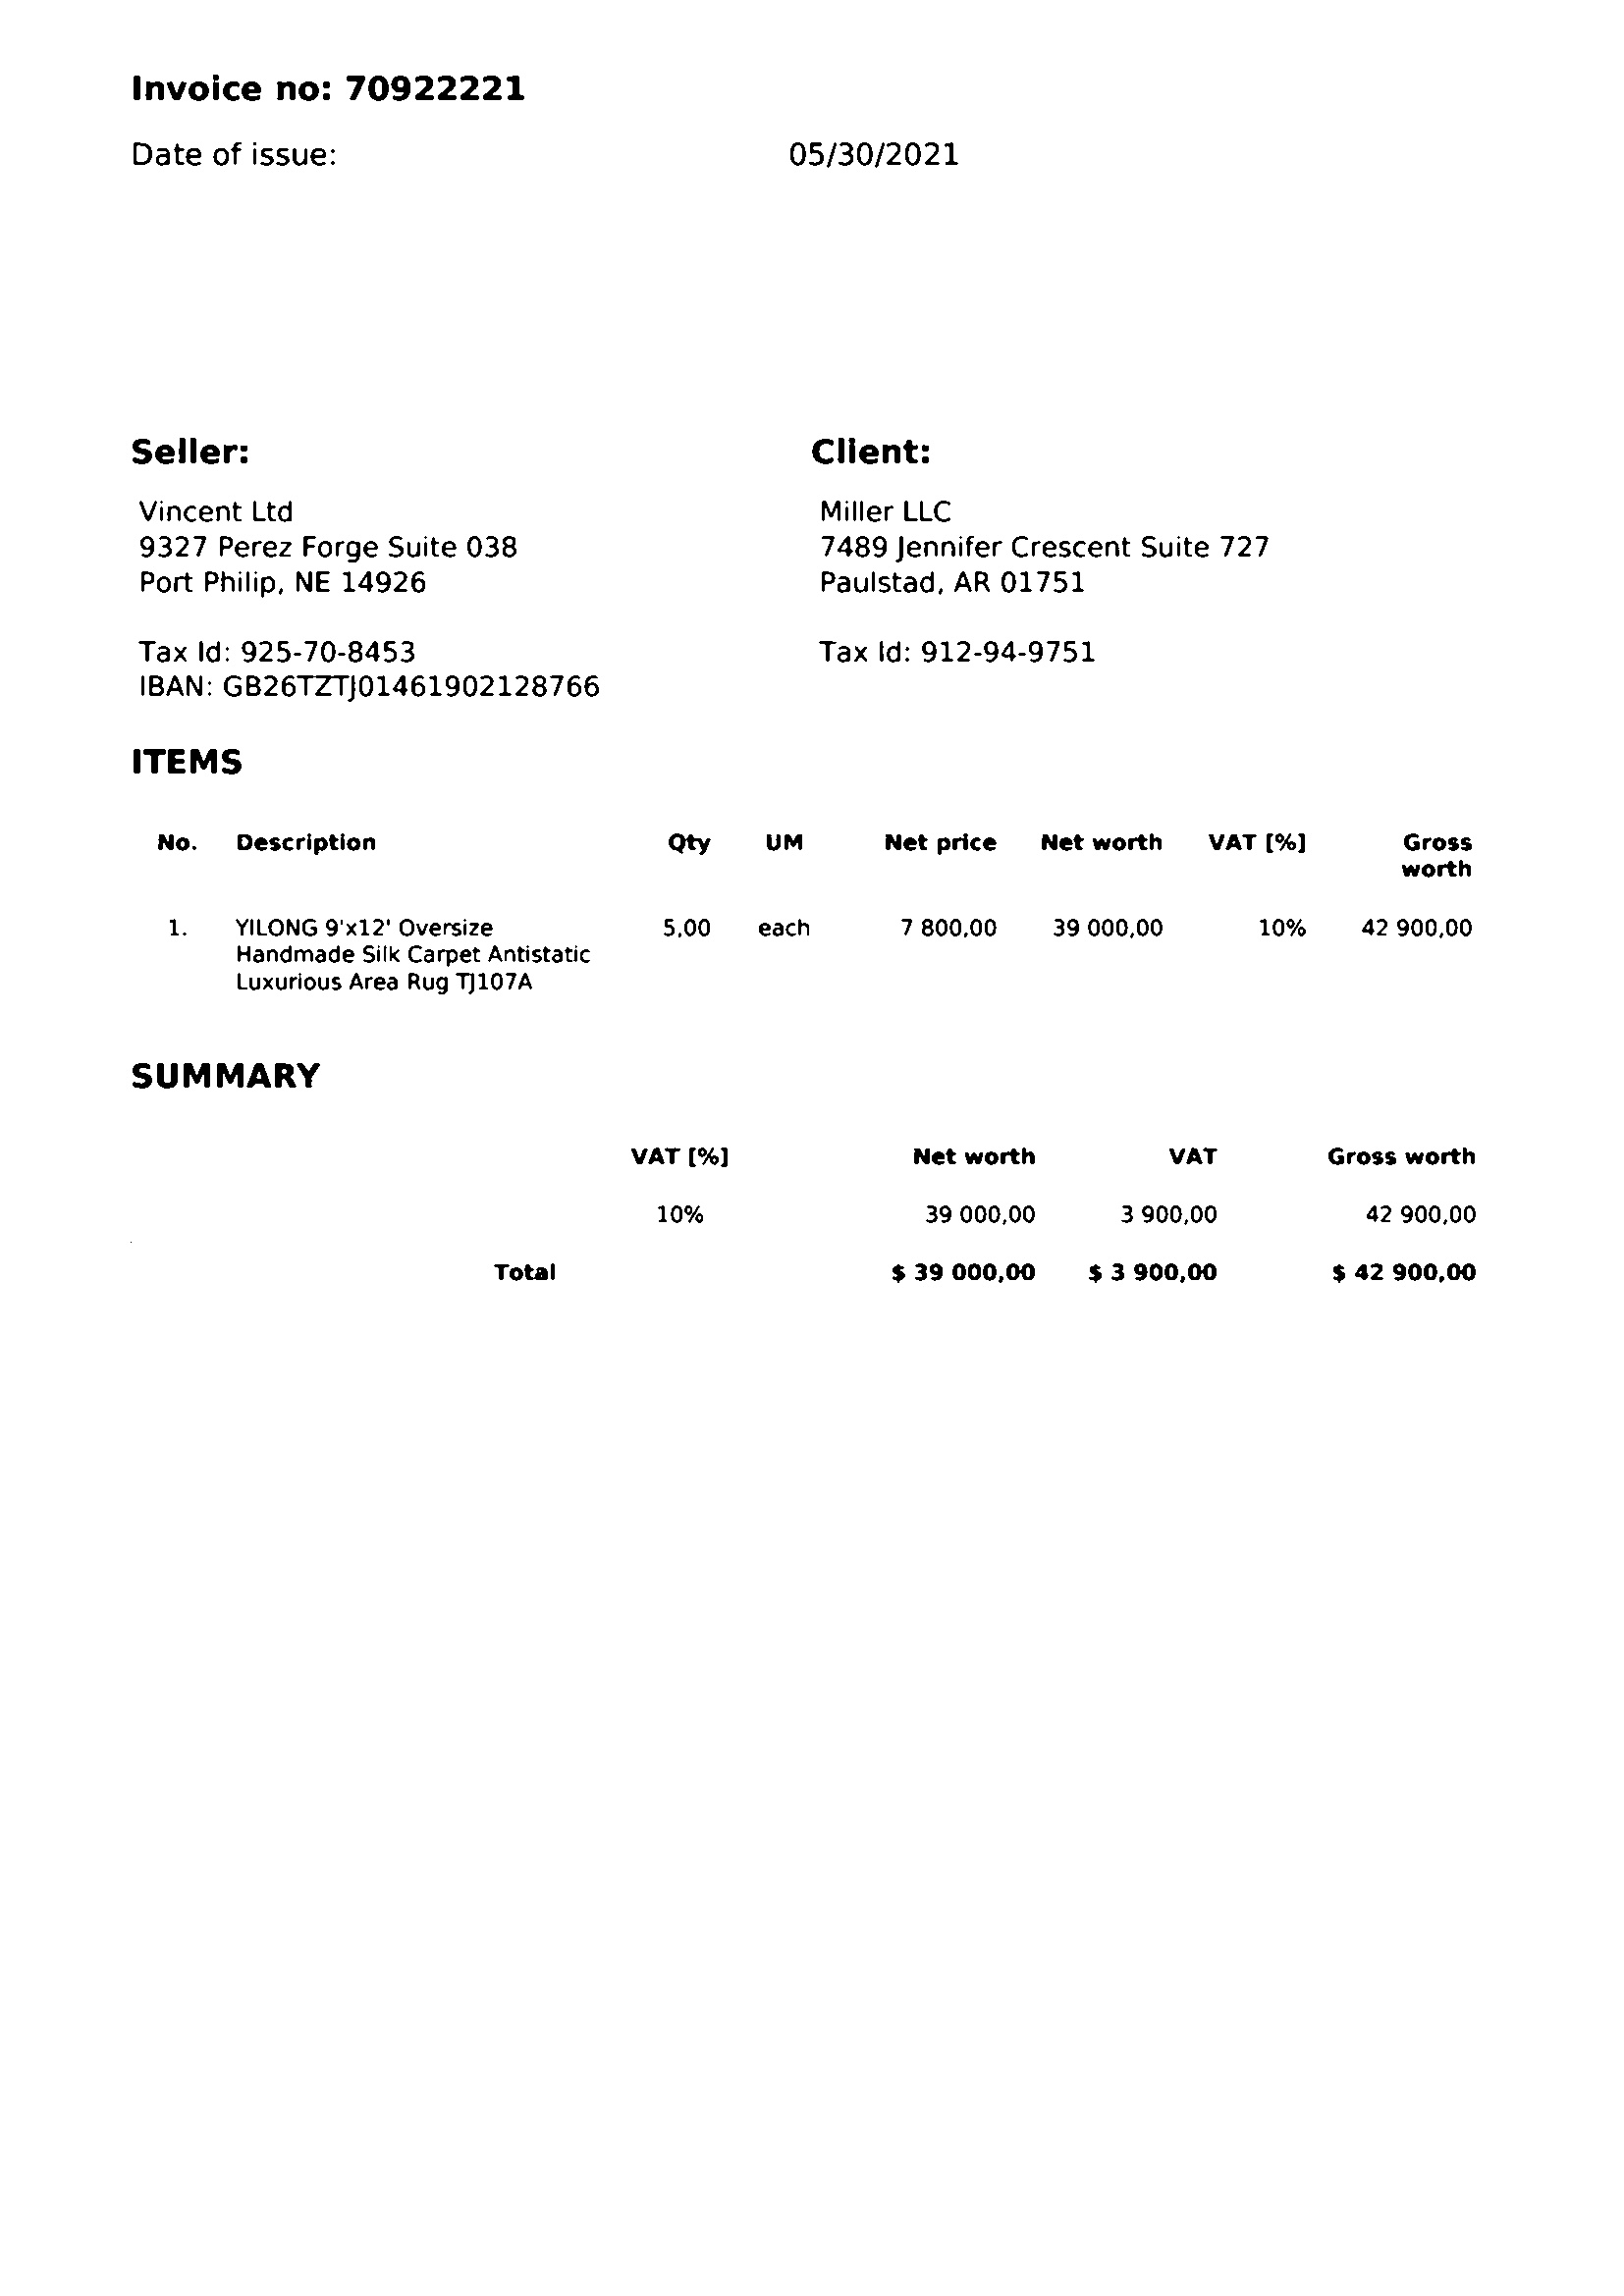 Invoice no: 70922221
Date of issue: 05/30/2021
Seller:
Vincent Ltd
9327 Perez Forge Suite 038
Port Philip, NE 14926
Tax Id: 925-70-8453
IBAN: GB26TZTJ01461902128766
Client:
Miller LLC
7489 Jennifer Crescent Suite 727
Paulstad, AR 01751
Tax Id: 912-94-9751
ITEMS
No. Description Qty UM Net price Net worth VAT [%] Gross
worth
1. YILONG 9'x12' Oversize 5,00 each 7 800,00 39 000,00 10% 42 900,00
Handmade Silk Carpet Antistatic
Luxurious Area Rug TJ107A
SUMMARY
VAT [%] Net worth VAT Gross worth
10% 39 000,00 3 900,00 42 900,00
Total $ 39 000,00 $ 3 900,00 $ 42 900,00